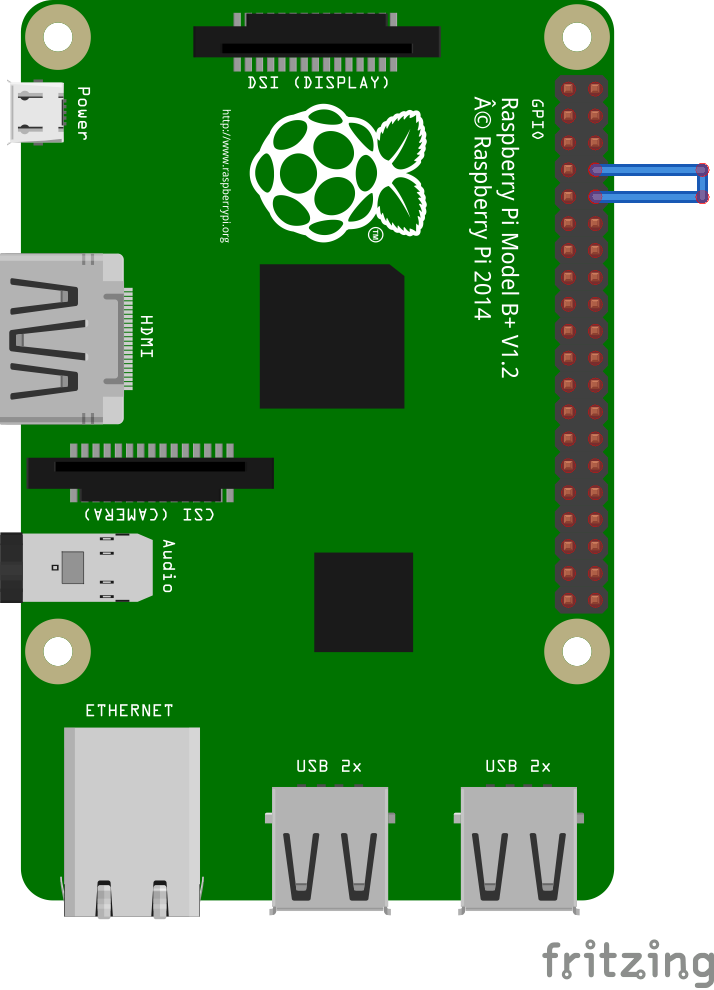 DSI (DISPLAY)
Power
http://www.raspberrypi.org
TM
GPIO
Raspberry Pi Model B+ V1.2
Â© Raspberry Pi 2014
HDMI
CSI (CAMERA)
Audio
ETHERNET
USB 2x
USB 2x
fritzing